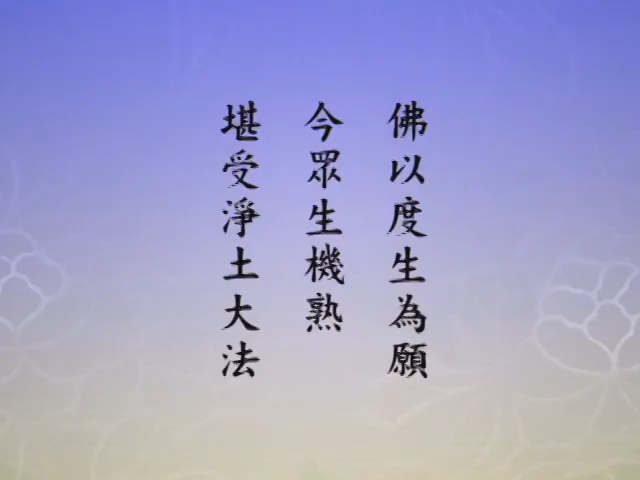 佛以度生為願
今眾生機熟
堪受淨土大法